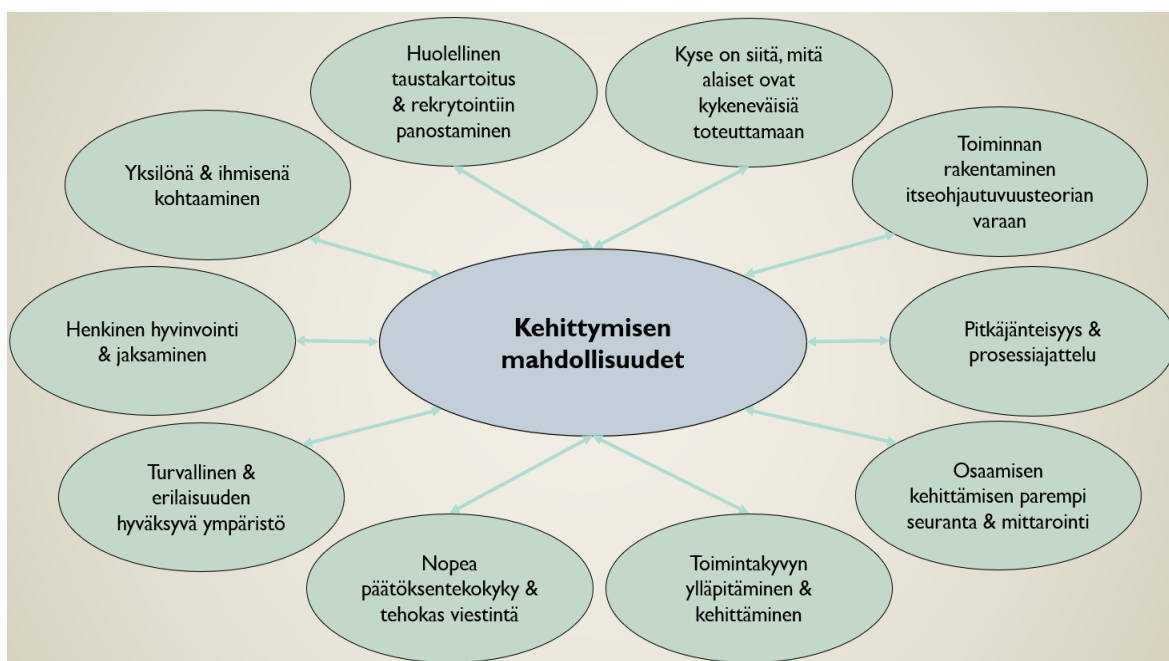 Huolellinen
taustakartoitus
& rekrytointiin
panostaminen
Kyse on siitä, mitä
alaiset ovat
kykeneväisiä
toteuttamaan
Yksilönä & ihmisenä
kohtaaminen
Toiminnan
rakentaminen
itseohjautuvuusteorian
varaan
Henkinen hyvinvointi
& jaksaminen
Kehittymisen
mahdollisuudet
Pitkäjänteisyys &
prosessiajattelu
Turvallinen &
erilaisuuden
hyväksyvä ympäristö
Osaamisen
kehittämisen parempi
seuranta & mittarointi
Nopea
päätöksentekokyky &
tehokas viestintä
Toimintakyvyn
ylläpitäminen &
kehittäminen